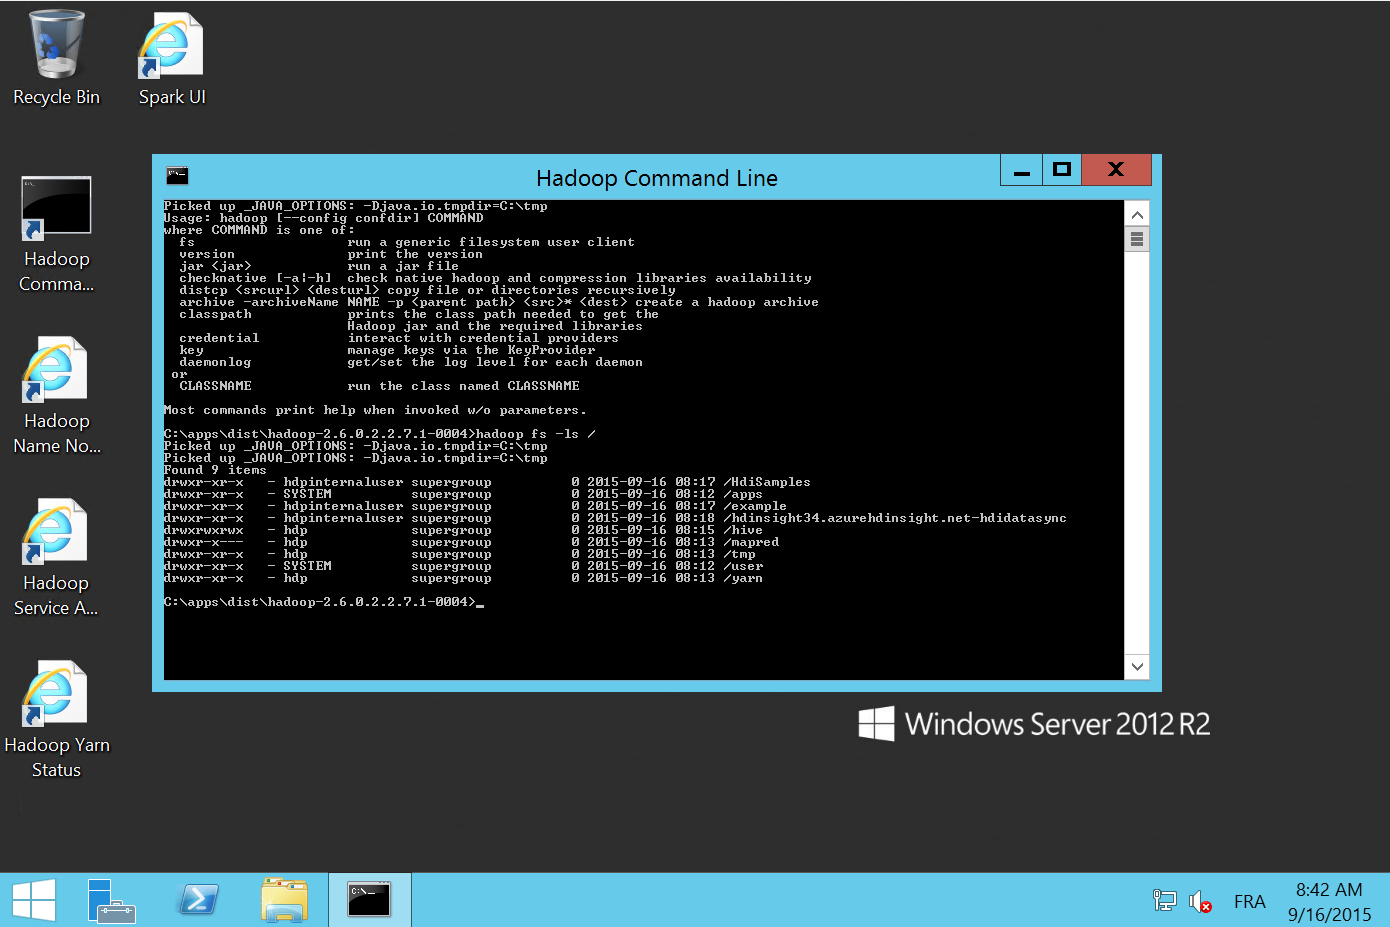 Recycle Bin
Spark UI
Hadoop
Comma...
Hadoop
Name No...
Hadoop
Service A...
Hadoop Yarn
Status
Hadoop Command Line
Picked up _JAVA_OPTIONS: -Djava.io.tmpdir=C:\tmp
Usage: hadoop [--config confdir] COMMAND
where COMMAND is one of:
  fs                   run a generic filesystem user client
  version              print the version
  jar <jar>            run a jar file
  checknative [-a|-h]  check native hadoop and compression libraries availability
  distcp <srcurl> <desturl> copy file or directories recursively
  archive -archiveName NAME -p <parent path> <src>* <dest> create a hadoop archive
  classpath            prints the class path needed to get the
                       Hadoop jar and the required libraries
  credential           interact with credential providers
  key                  manage keys via the KeyProvider
  daemonlog            get/set the log level for each daemon
 or
  CLASSNAME            run the class named CLASSNAME
Most commands print help when invoked w/o parameters.
C:\apps\dist\hadoop-2.6.0.2.2.7.1-0004>hadoop fs -ls /
Picked up _JAVA_OPTIONS: -Djava.io.tmpdir=C:\tmp
Picked up _JAVA_OPTIONS: -Djava.io.tmpdir=C:\tmp
Found 9 items
drwxr-xr-x   - hdpinternaluser supergroup          0 2015-09-16 08:17 /HdiSamples
drwxr-xr-x   - SYSTEM          supergroup          0 2015-09-16 08:12 /apps
drwxr-xr-x   - hdpinternaluser supergroup          0 2015-09-16 08:17 /example
drwxr-xr-x   - hdpinternaluser supergroup          0 2015-09-16 08:18 /hdinsight34.azurehdinsight.net-hdidatasync
drwxrwxrwx   - hdp             supergroup          0 2015-09-16 08:15 /hive
drwxr-x---   - hdp             supergroup          0 2015-09-16 08:13 /mapred
drwxr-xr-x   - hdp             supergroup          0 2015-09-16 08:13 /tmp
drwxr-xr-x   - SYSTEM          supergroup          0 2015-09-16 08:12 /user
drwxr-xr-x   - hdp             supergroup          0 2015-09-16 08:13 /yarn
C:\apps\dist\hadoop-2.6.0.2.2.7.1-0004>_
Windows Server 2012 R2
FRA
8:42 AM
9/16/2015